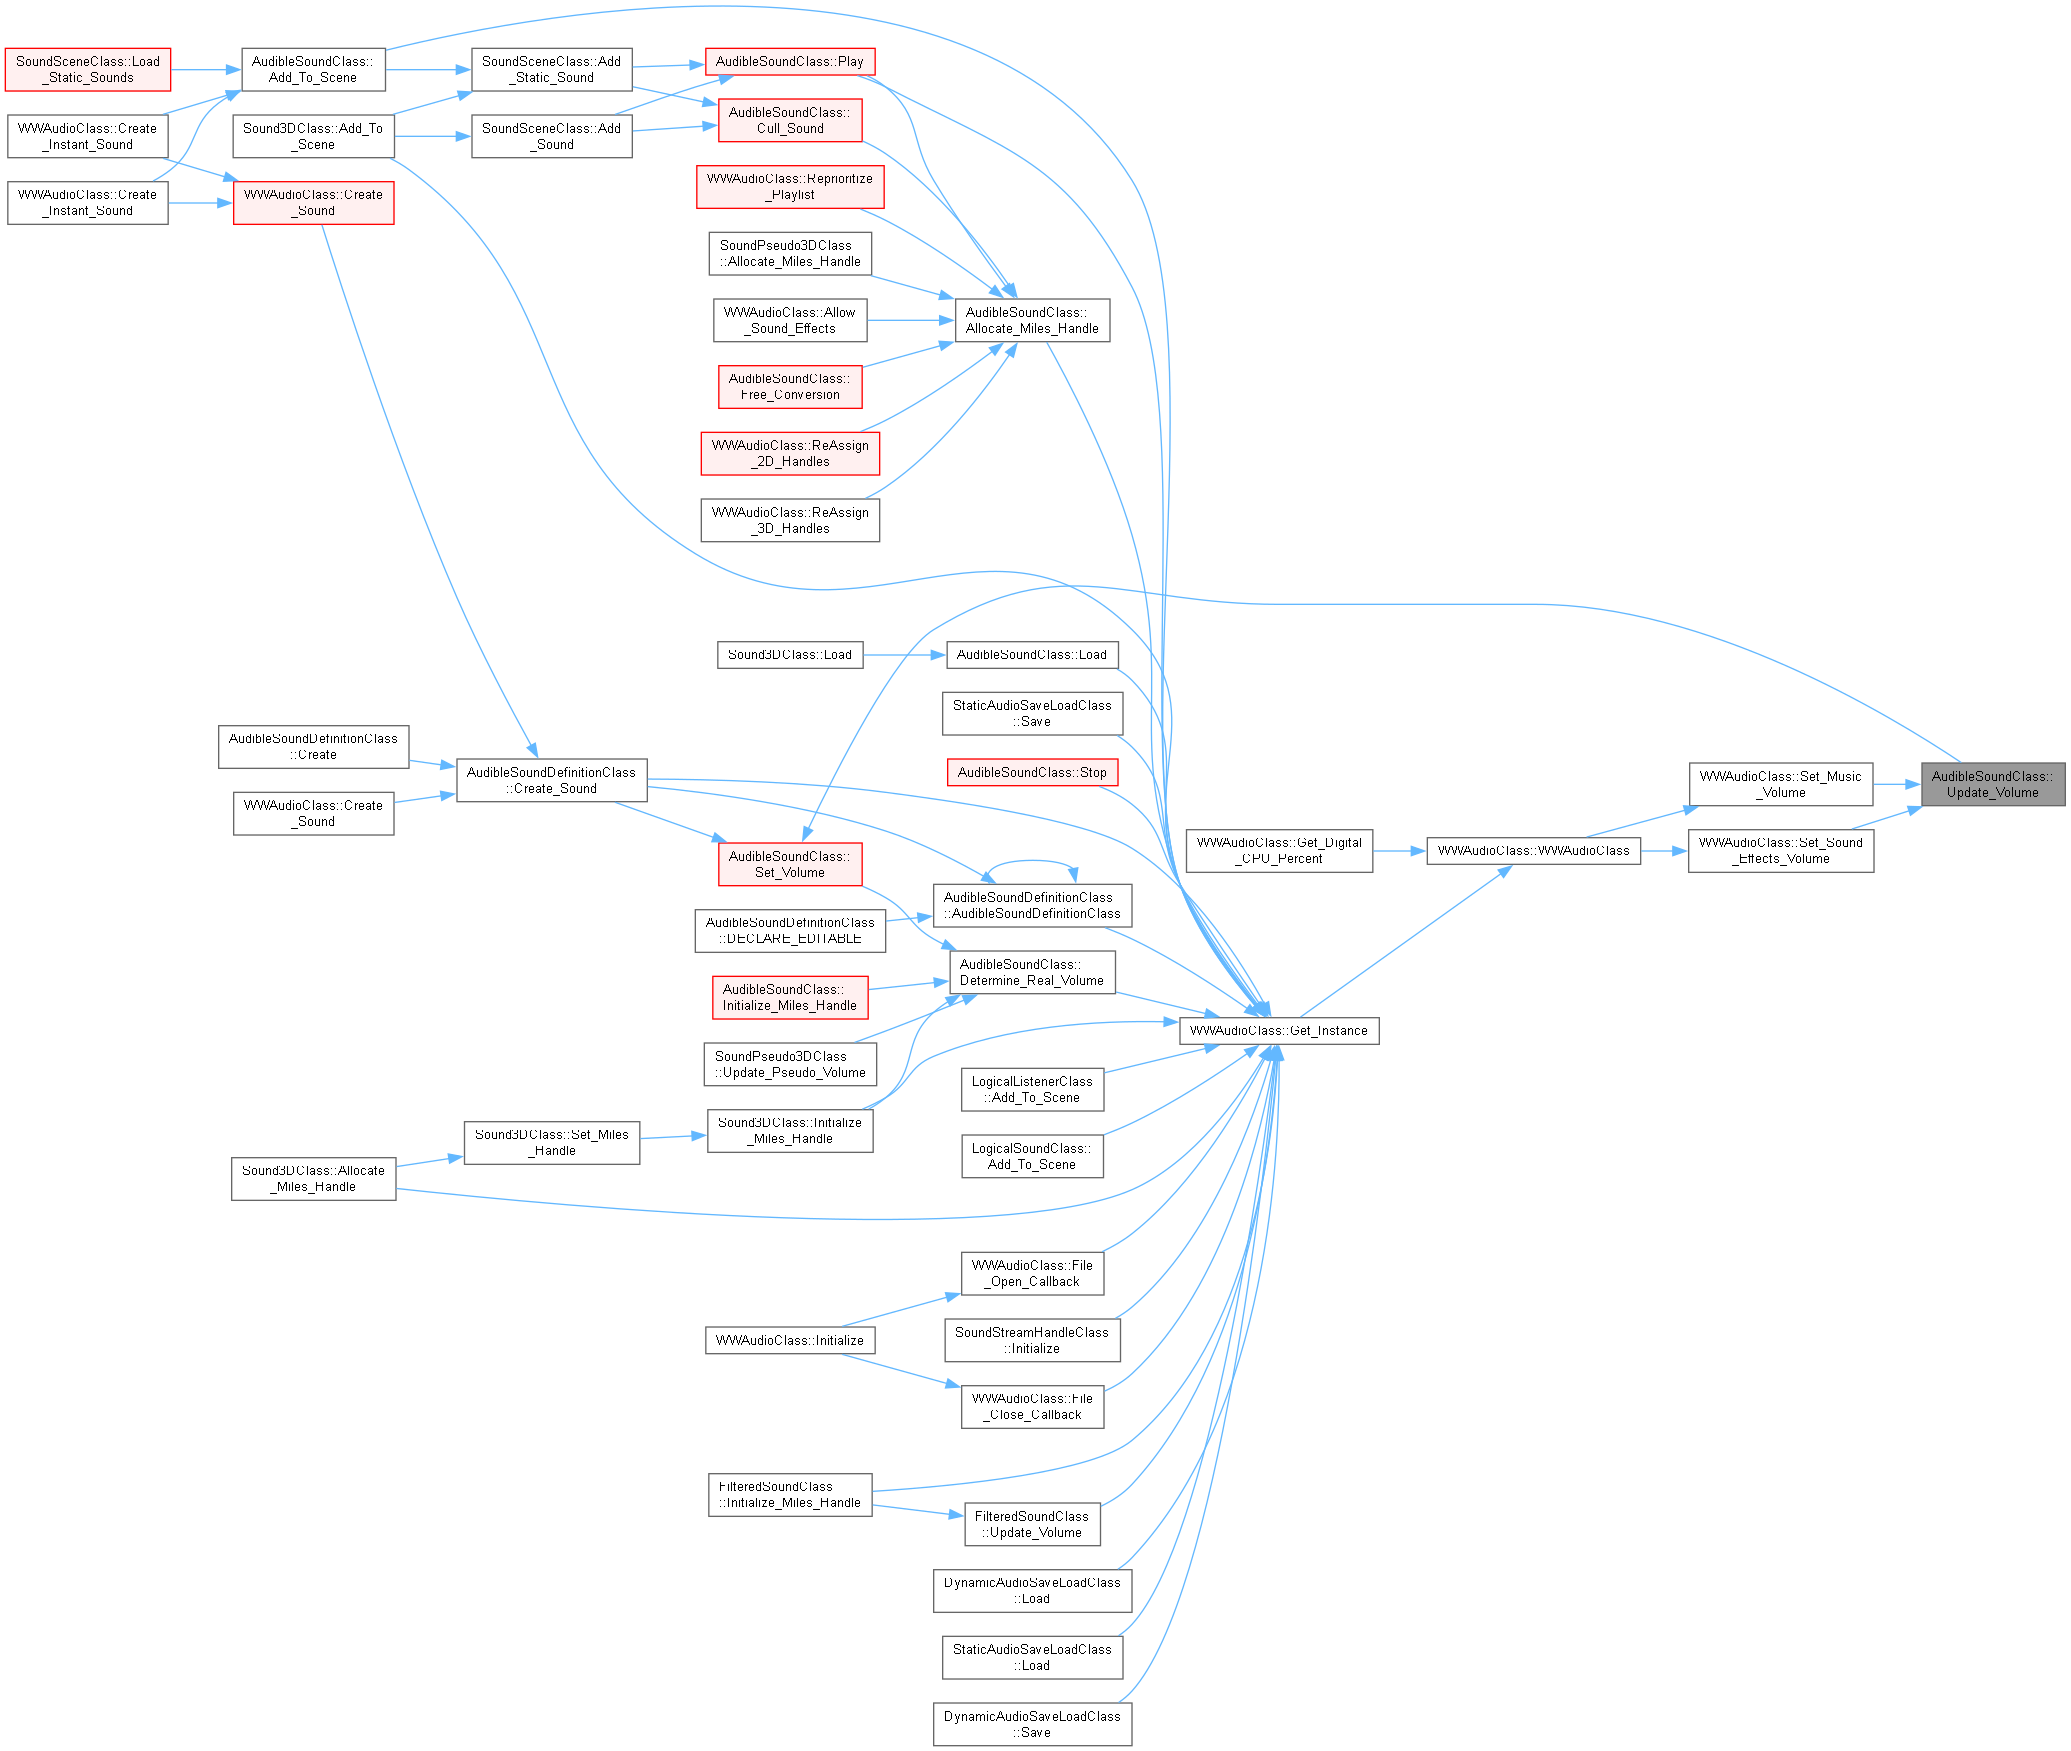 SoundSceneClass::Load
_Static_Sounds
AudibleSoundClass::
Add_To_Scene
SoundSceneClass::Add
_Static_Sound
AudibleSoundClass::Play
AudibleSoundClass::
Cull_Sound
WWAudioClass::Create
_Instant_Sound
Sound3DClass::Add_To
_Scene
SoundSceneClass::Add
_Sound
WWAudioClass::Reprioritize
_Playlist
WWAudioClass::Create
_Instant_Sound
WWAudioClass::Create
_Sound
SoundPseudo3DClass
::Allocate_Miles_Handle
WWAudioClass::Allow
_Sound_Effects
AudibleSoundClass::
Allocate_Miles_Handle
AudibleSoundClass::
Free_Conversion
WWAudioClass::ReAssign
_2D_Handles
WWAudioClass::ReAssign
_3D_Handles
Sound3DClass::Load
AudibleSoundClass::Load
StaticAudioSaveLoadClass
::Save
AudibleSoundDefinitionClass
::Create
AudibleSoundDefinitionClass
::Create_Sound
AudibleSoundClass::Stop
WWAudioClass::Set_Music
_Volume
AudibleSoundClass::
Update_Volume
WWAudioClass::Create
_Sound
WWAudioClass::Get_Digital
_CPU_Percent
WWAudioClass::WWAudioClass
WWAudioClass::Set_Sound
_Effects_Volume
AudibleSoundClass::
Set_Volume
AudibleSoundDefinitionClass
::AudibleSoundDefinitionClass
AudibleSoundDefinitionClass
::DECLARE_EDITABLE
AudibleSoundClass::
Determine_Real_Volume
AudibleSoundClass::
Initialize_Miles_Handle
WWAudioClass::Get_Instance
SoundPseudo3DClass
::Update_Pseudo_Volume
LogicalListenerClass
::Add_To_Scene
Sound3DClass::Initialize
_Miles_Handle
Sound3DClass::Set_Miles
_Handle
LogicalSoundClass::
Add_To_Scene
Sound3DClass::Allocate
_Miles_Handle
WWAudioClass::File
_Open_Callback
WWAudioClass::Initialize
SoundStreamHandleClass
::Initialize
WWAudioClass::File
_Close_Callback
FilteredSoundClass
::Initialize_Miles_Handle
FilteredSoundClass
::Update_Volume
DynamicAudioSaveLoadClass
::Load
StaticAudioSaveLoadClass
::Load
DynamicAudioSaveLoadClass
::Save